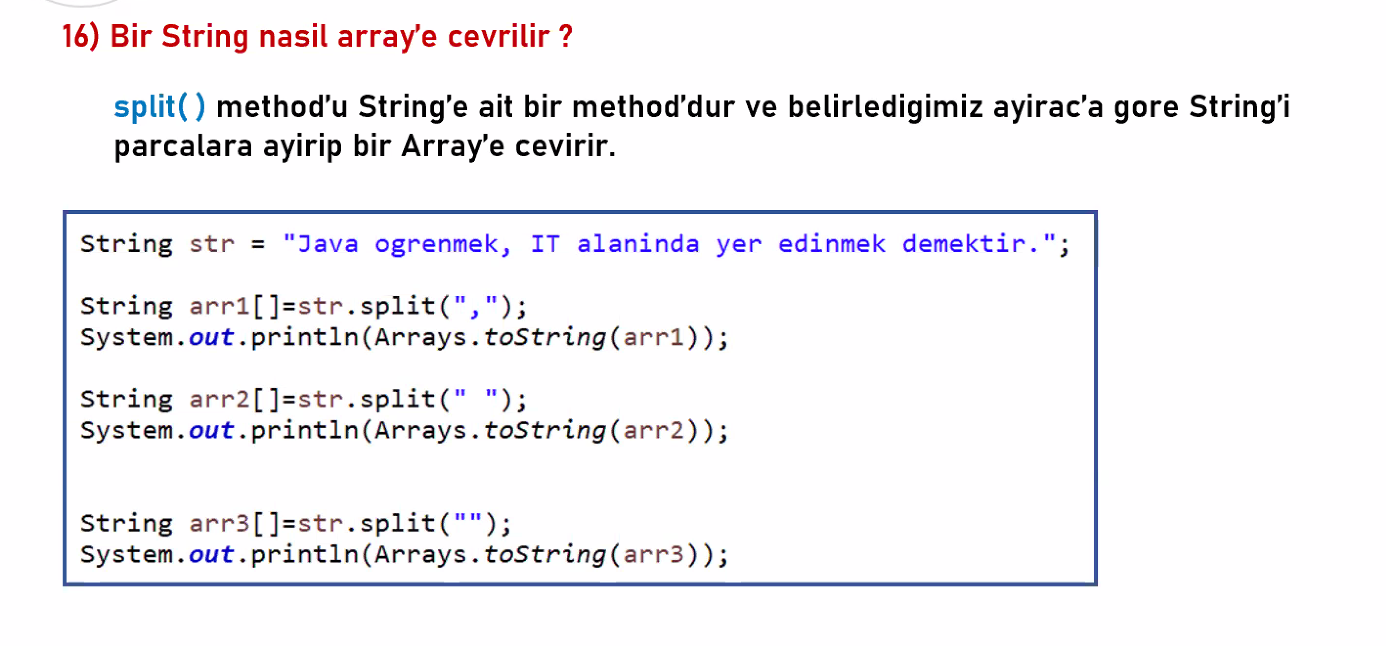 16) Bir String nasil array'e cevrilir ?
split( ) method'u String'e ait bir method'dur ve belirledigimiz ayirac'a gore String'i
parcalara ayirip bir Array'e cevirir.
String str = "Java ogrenmek, IT alaninda yer edinmek demektir.";
String arr1[]=str.split(",");
System.out.println(Arrays.toString(arr1));
String arr2[]=str.split(" ");
System.out.println(Arrays.toString(arr2));
String arr3[]=str.split("");
System.out.println(Arrays.toString(arr3));